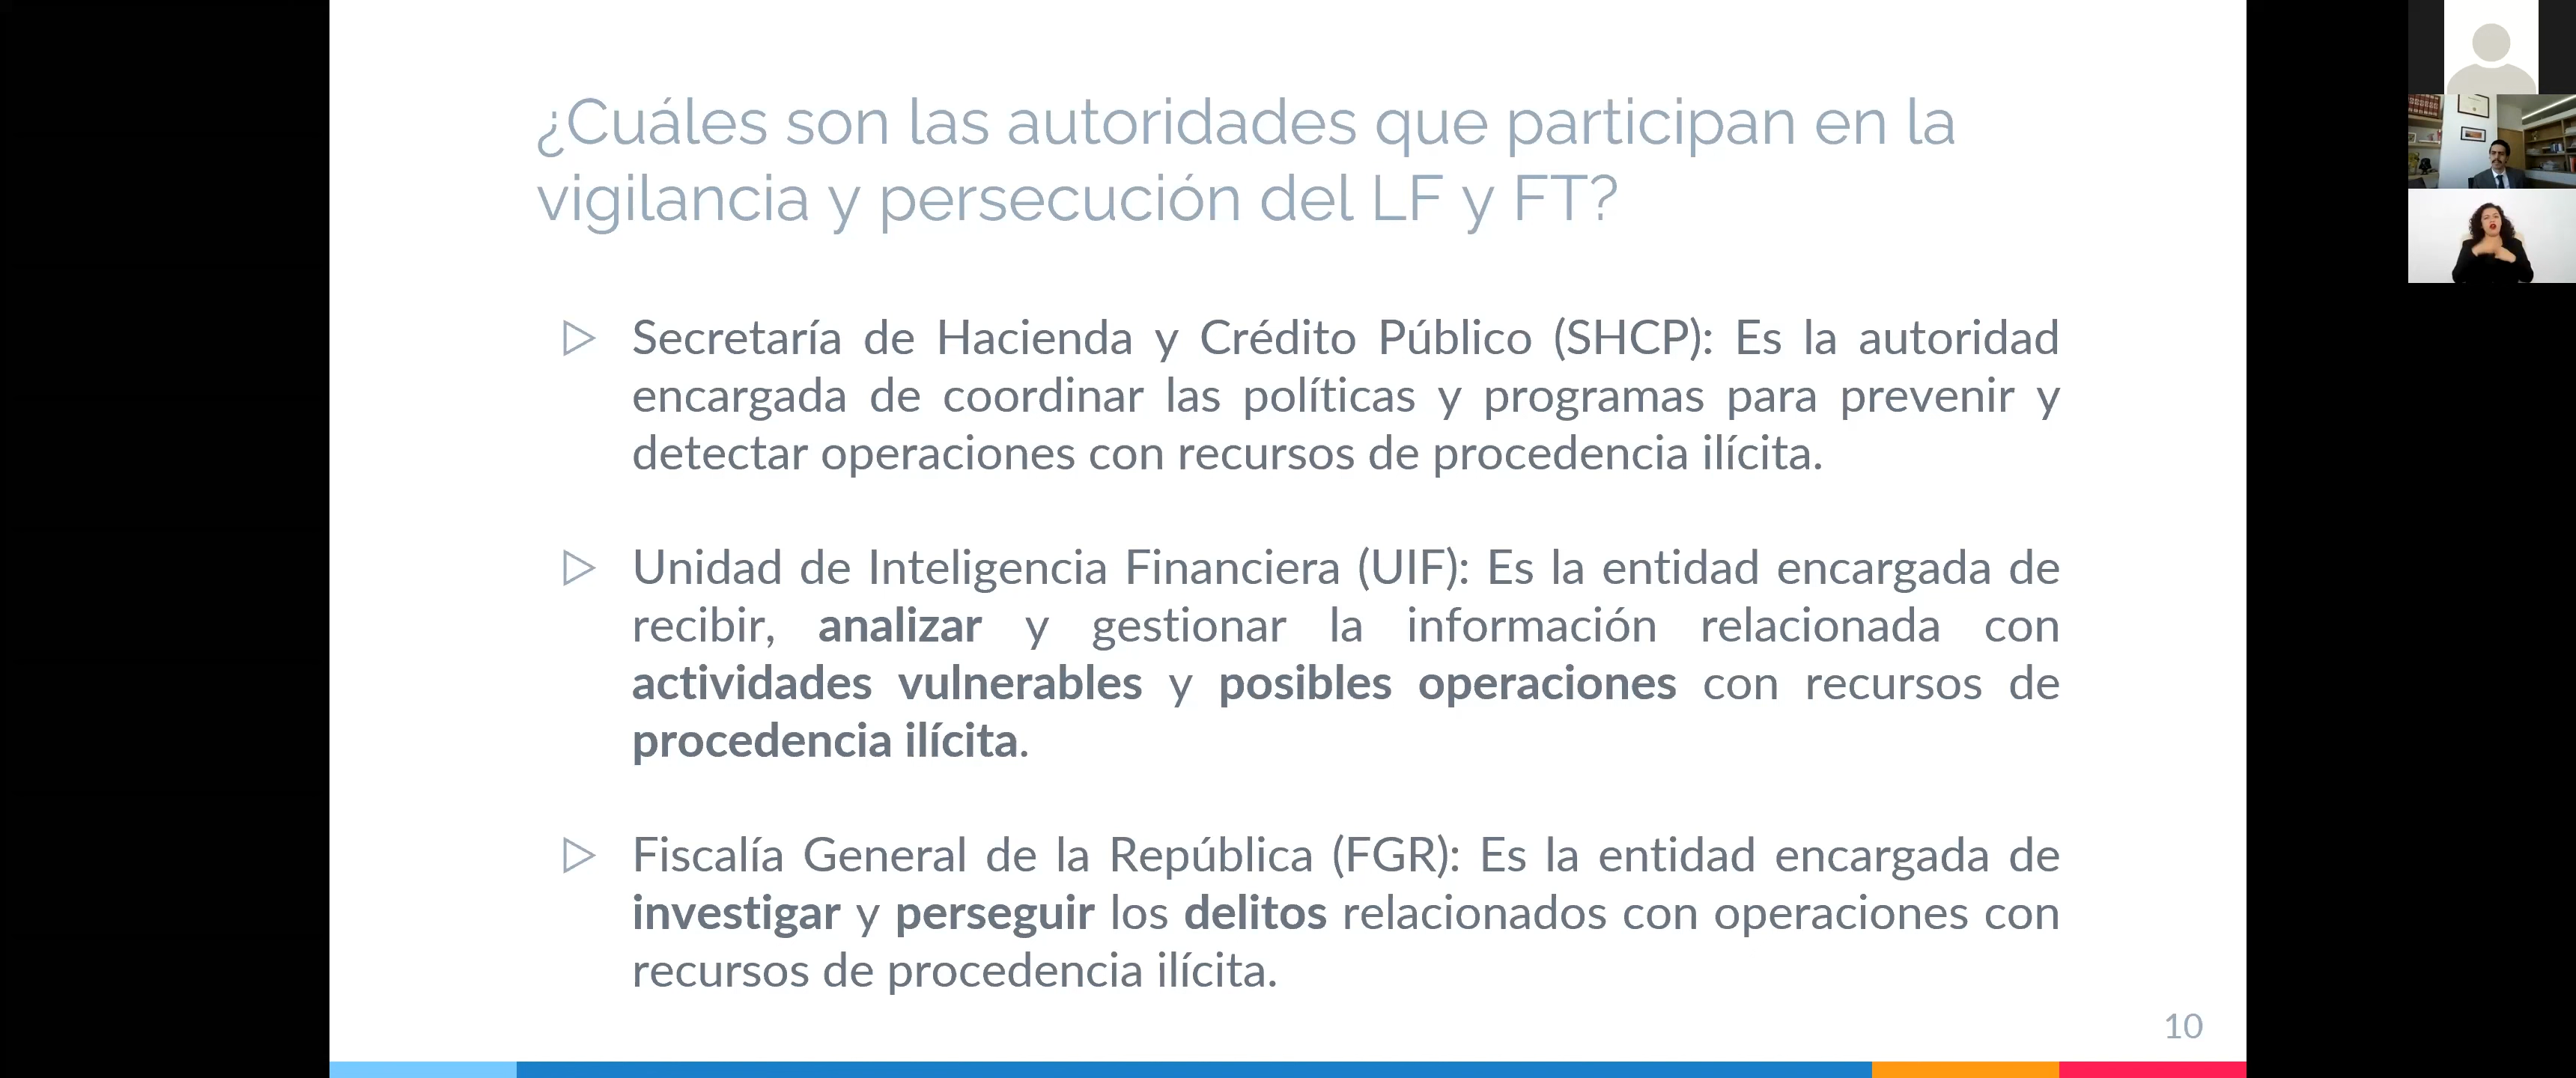 ¿Cuáles son las autoridades que participan en la
vigilancia y persecución del LF y FT?
Secretaría de Hacienda y Crédito Público (SHCP): Es la autoridad
encargada de coordinar las políticas y programas para prevenir y
detectar operaciones con recursos de procedencia ilícita.
Unidad de Inteligencia Financiera (UIF): Es la entidad encargada de
recibir, analizar y gestionar la información relacionada con
actividades vulnerables y posibles operaciones con recursos de
procedencia ilícita.
Fiscalía General de la República (FGR): Es la entidad encargada de
investigar y perseguir los delitos relacionados con operaciones con
recursos de procedencia ilícita.
10